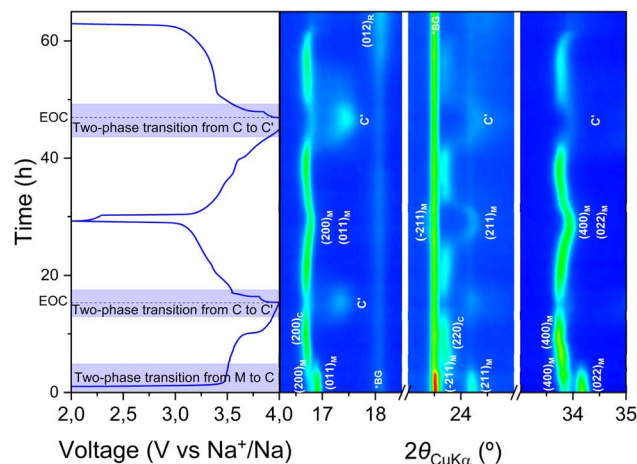 60
40
20
0
Time (h)
EOC
EOC
Two-phase transition from C to C'
Two-phase transition from C to C'
Two-phase transition from M to C
2,0 2,5 3,0 3,5 4,0
Voltage (V vs Na⁺/Na)
(012)R
*BG
C'
C'
C'
(200)M
(011)M
(-211)M
(211)M
(400)M
(022)M
C'
(200)C
(220)C
(400)M
(200)M
(011)M
*BG
(-211)M
(211)M
(400)M
(022)M
17 18 24 34 35
2θCuKα (º)